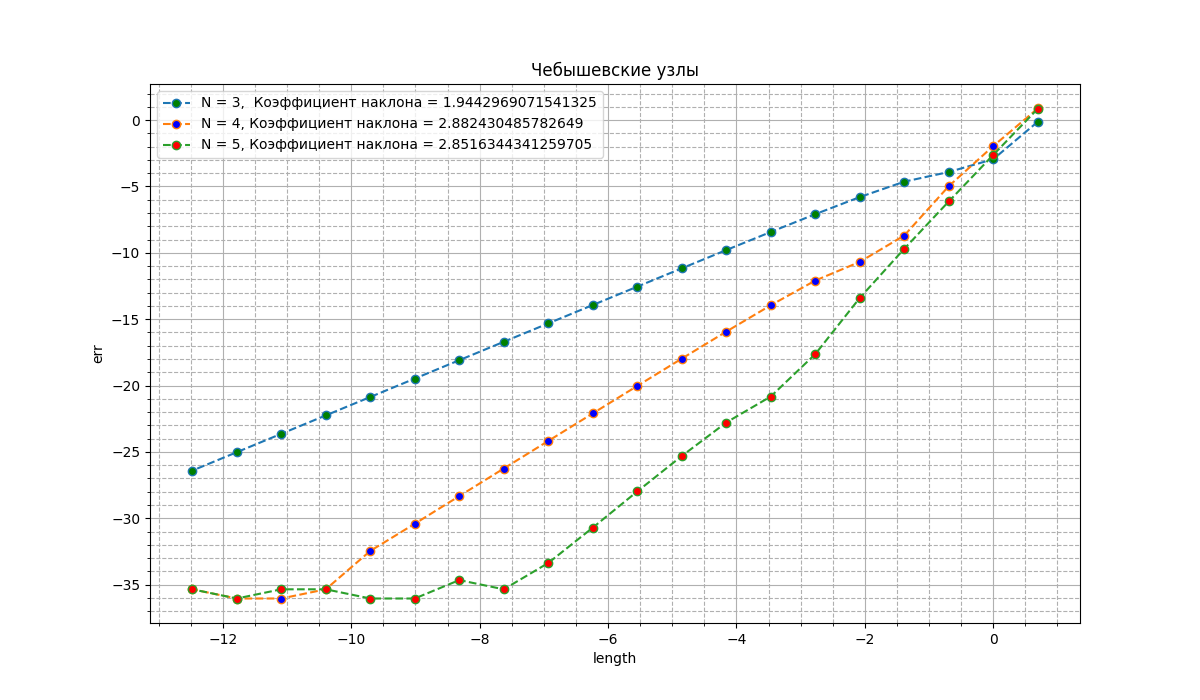 Чебышевские узлы
N = 3,  Коэффициент наклона = 1.9442969071541325
N = 4, Коэффициент наклона = 2.882430485782649
N = 5, Коэффициент наклона = 2.8516344341259705
0
−5
−10
−15
−20
−25
−30
−35
err
−12 −10 −8 −6 −4 −2 0
length